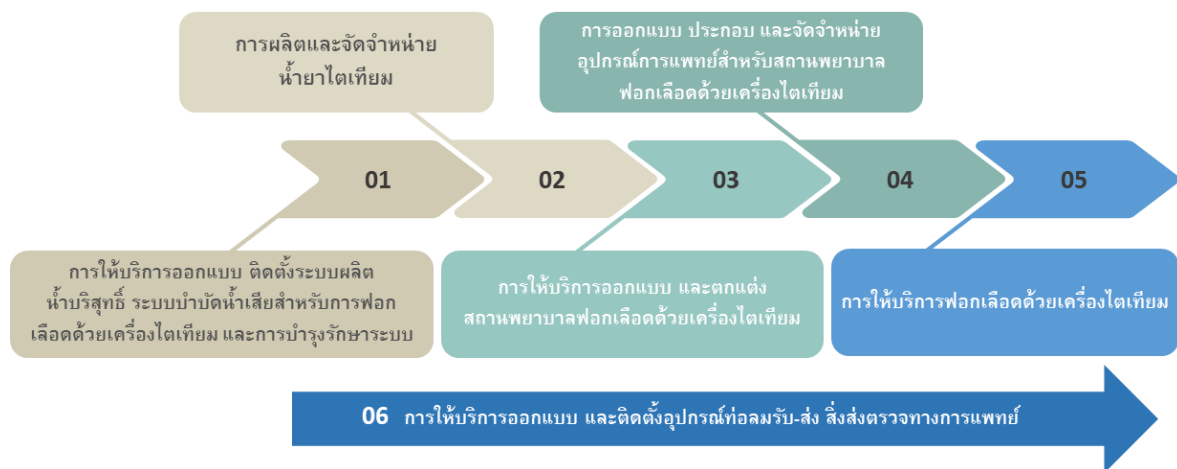 การผลิตและจัดจำหน่าย
น้ำยาไตเทียม
การออกแบบ ประกอบ และจัดจำหน่าย
อุปกรณ์การแพทย์สำหรับสถานพยาบาล
ฟอกเลือดด้วยเครื่องไตเทียม
01
02
03
04
05
การให้บริการออกแบบ ติดตั้งระบบผลิต
น้ำบริสุทธิ์ ระบบบำบัดน้ำเสียสำหรับการฟอก
เลือดด้วยเครื่องไตเทียม และการบำรุงรักษาระบบ
การให้บริการออกแบบ และตกแต่ง
สถานพยาบาลฟอกเลือดด้วยเครื่องไตเทียม
การให้บริการฟอกเลือดด้วยเครื่องไตเทียม
06 การให้บริการออกแบบ และติดตั้งอุปกรณ์ท่อลมรับ-ส่ง สิ่งส่งตรวจทางการแพทย์